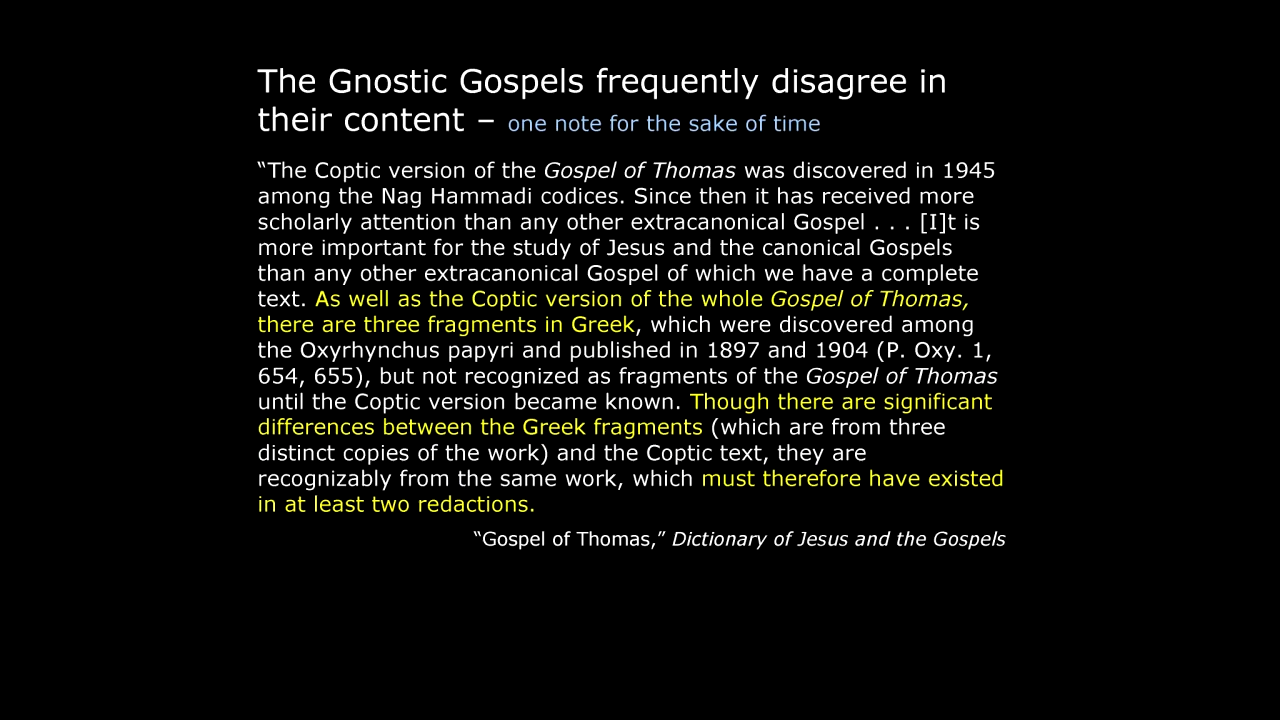 The Gnostic Gospels frequently disagree in
their content – one note for the sake of time
“The Coptic version of the Gospel of Thomas was discovered in 1945
among the Nag Hammadi codices. Since then it has received more
scholarly attention than any other extracanonical Gospel . . . [I]t is
more important for the study of Jesus and the canonical Gospels
than any other extracanonical Gospel of which we have a complete
text. As well as the Coptic version of the whole Gospel of Thomas,
there are three fragments in Greek, which were discovered among
the Oxyrhynchus papyri and published in 1897 and 1904 (P. Oxy. 1,
654, 655), but not recognized as fragments of the Gospel of Thomas
until the Coptic version became known. Though there are significant
differences between the Greek fragments (which are from three
distinct copies of the work) and the Coptic text, they are
recognizably from the same work, which must therefore have existed
in at least two redactions.
“Gospel of Thomas,” Dictionary of Jesus and the Gospels